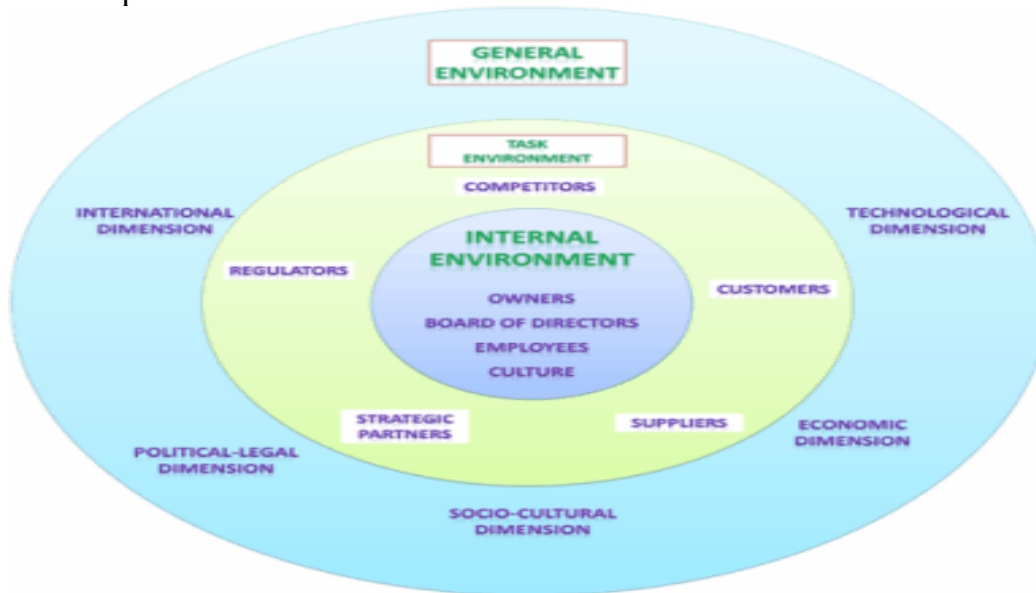 GENERAL
ENVIRONMENT
TASK
ENVIRONMENT
COMPETITORS
INTERNATIONAL
DIMENSION
TECHNOLOGICAL
DIMENSION
INTERNAL
ENVIRONMENT
REGULATORS
CUSTOMERS
OWNERS
BOARD OF DIRECTORS
EMPLOYEES
CULTURE
STRATEGIC
PARTNERS
SUPPLIERS
ECONOMIC
DIMENSION
POLITICAL-LEGAL
DIMENSION
SOCIO-CULTURAL
DIMENSION